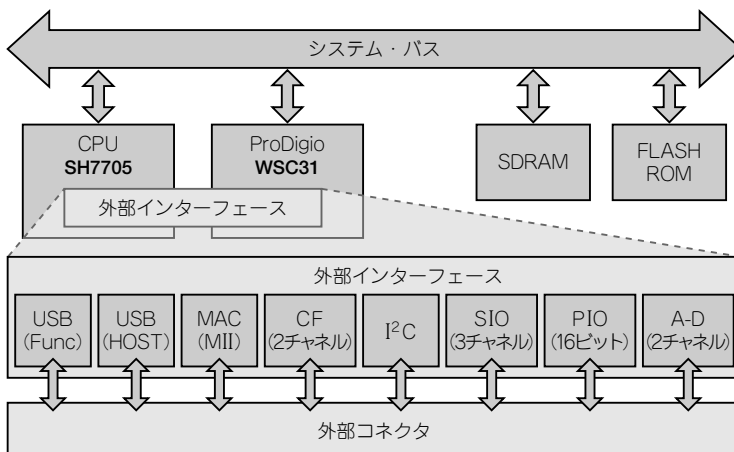 システム・バス
CPU
SH7705
ProDigio
WSC31
SDRAM
FLASH
ROM
外部インターフェース
外部インターフェース
USB
(Func)
USB
(HOST)
MAC
(MII)
CF
(2チャネル)
I²C
SIO
(3チャネル)
PIO
(16ビット)
A-D
(2チャネル)
外部コネクタ